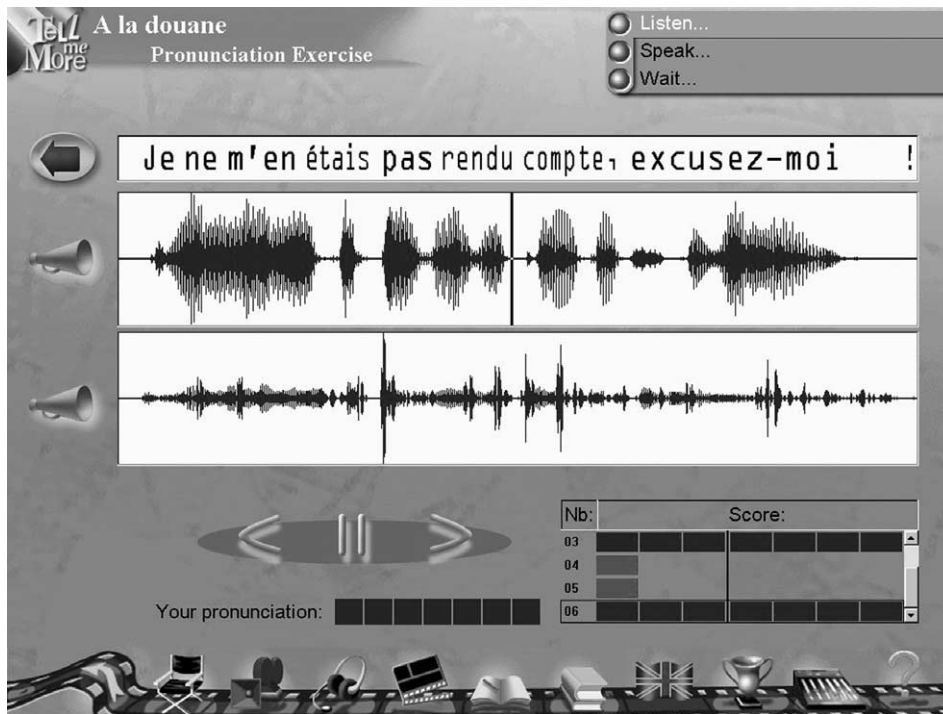 TeLL me More
A la douane
Pronunciation Exercise
Listen...
Speak...
Wait...
Je ne m'en étais pas rendu compte, excusez-moi !
Nb: Score:
03
04
05
06
Your pronunciation:
?